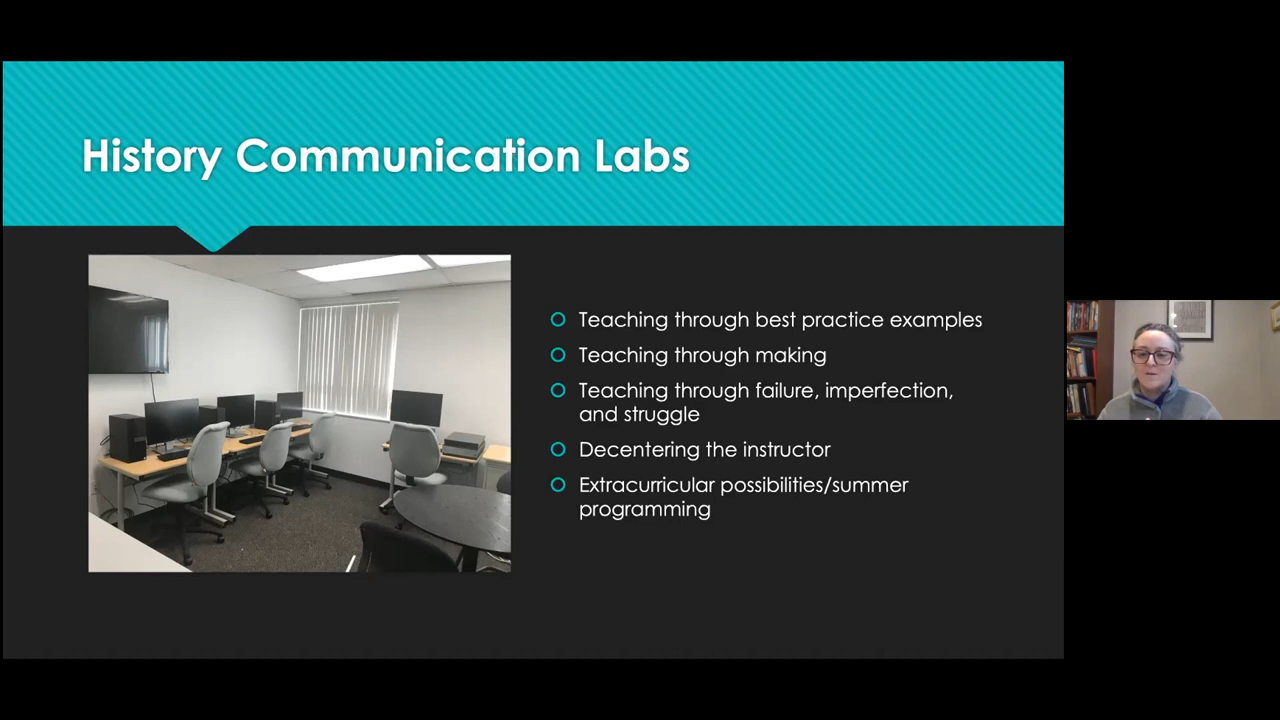 History Communication Labs
Teaching through best practice examples
Teaching through making
Teaching through failure, imperfection,
and struggle
Decentering the instructor
Extracurricular possibilities/summer
programming